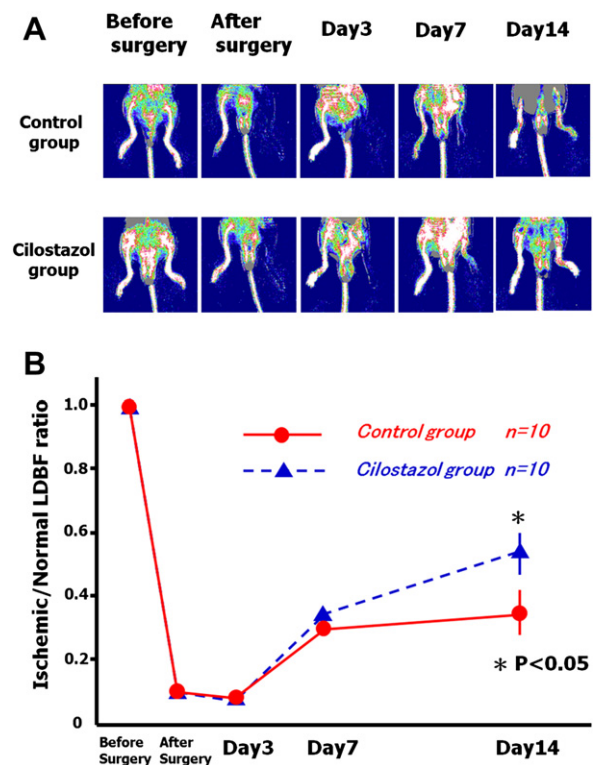 A
Before surgery
After surgery
Day3
Day7
Day14
Control group
Cilostazol group
B
Ischemic/Normal LDBF ratio
1.0
0.8
0.6
0.4
0.2
0
Control group n=10
Cilostazol group n=10
*
* P<0.05
Before Surgery
After Surgery
Day3
Day7
Day14